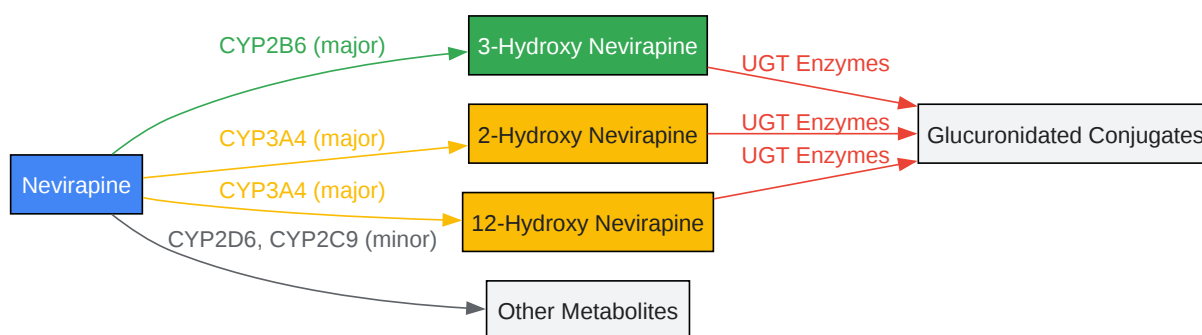 CYP2B6 (major)
3-Hydroxy Nevirapine
UGT Enzymes
CYP3A4 (major)
2-Hydroxy Nevirapine
UGT Enzymes
Glucuronidated Conjugates
UGT Enzymes
Nevirapine
CYP3A4 (major)
12-Hydroxy Nevirapine
CYP2D6, CYP2C9 (minor)
Other Metabolites